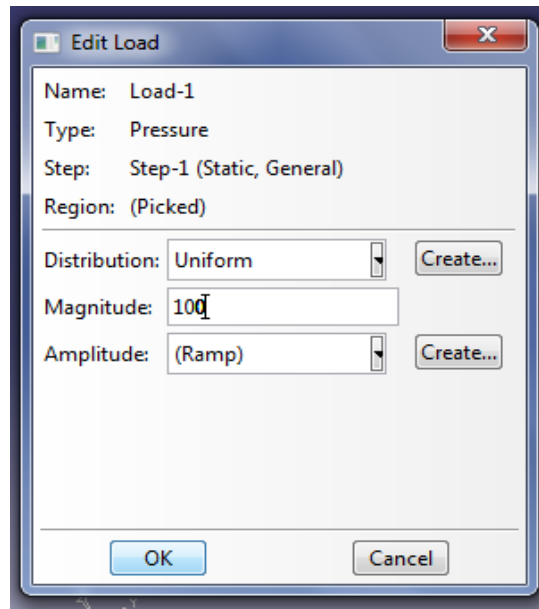 Edit Load
Name: Load-1
Type: Pressure
Step: Step-1 (Static, General)
Region: (Picked)
Distribution: Uniform Create...
Magnitude: 100
Amplitude: (Ramp) Create...
OK Cancel
Y